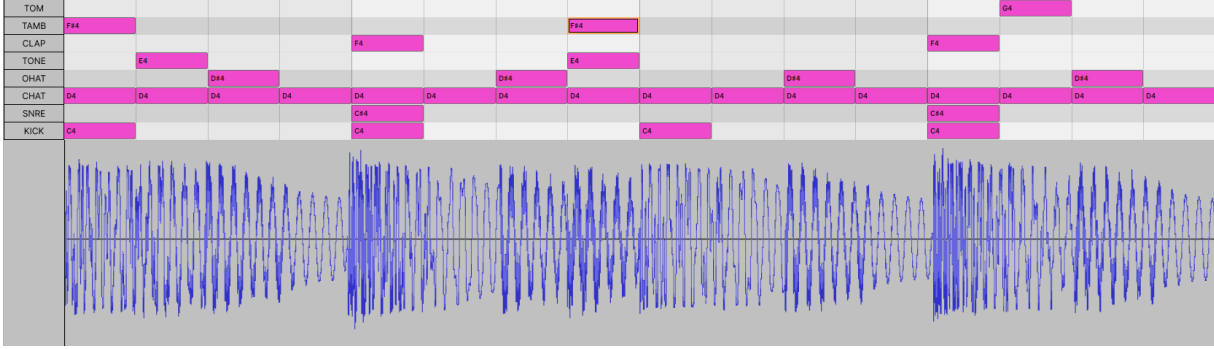 TOM G4
TAMB F#4 F#4
CLAP F4 F4
TONE E4 E4
OHAT D#4 D#4 D#4 D#4
CHAT D4 D4 D4 D4 D4 D4 D4 D4 D4 D4 D4 D4 D4 D4 D4 D4
SNRE C#4 C#4
KICK C4 C4 C4 C4